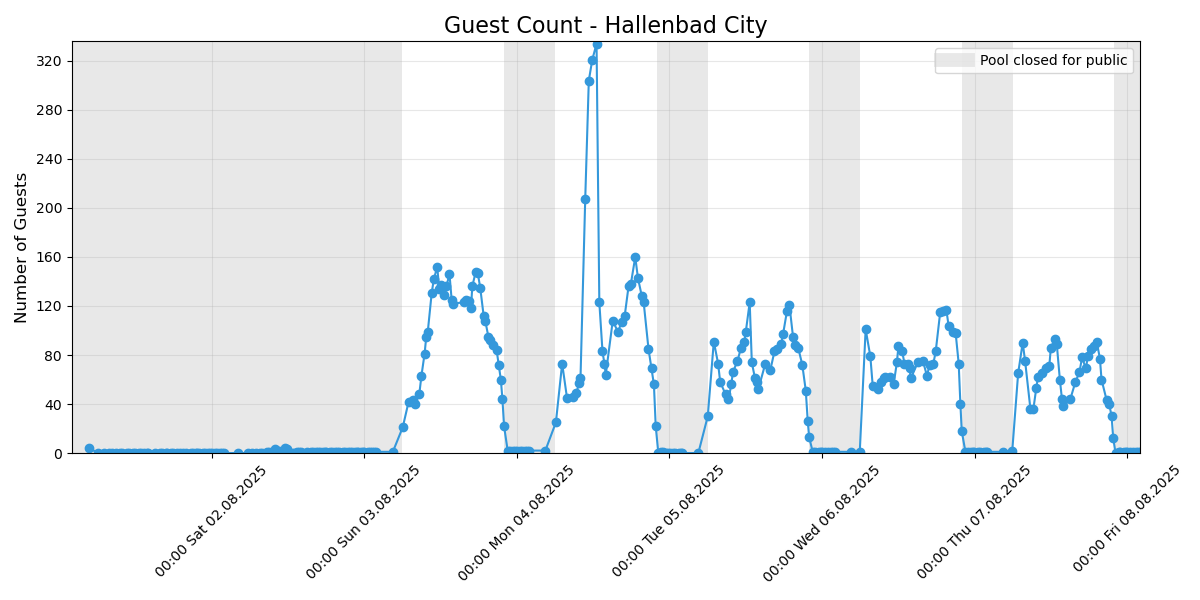 Guest Count - Hallenbad City
Pool closed for public
Number of Guests
320
280
240
200
160
120
80
40
0
00:00 Sat 02.08.2025
00:00 Sun 03.08.2025
00:00 Mon 04.08.2025
00:00 Tue 05.08.2025
00:00 Wed 06.08.2025
00:00 Thu 07.08.2025
00:00 Fri 08.08.2025